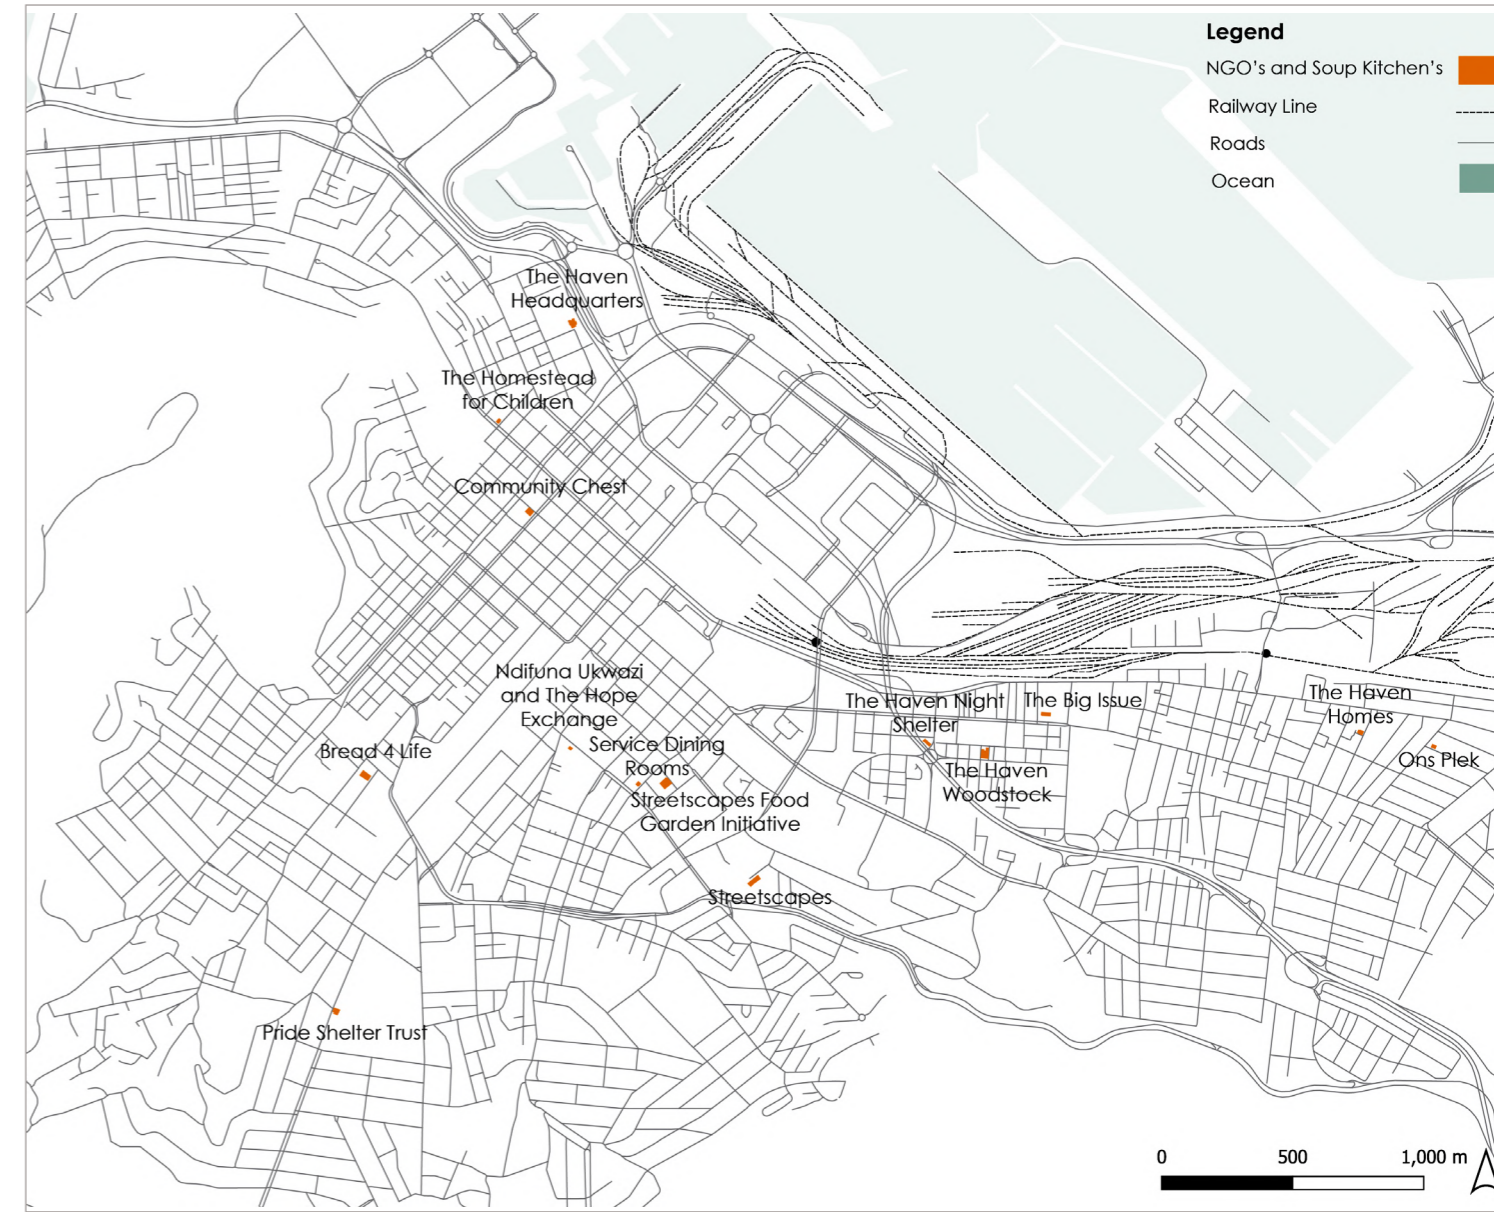 Legend
NGO's and Soup Kitchen's
Railway Line
Roads
Ocean
The Haven
Headquarters
The Homestead
for Children
Community Chest
Ndifuna Ukwazi
and The Hope
Exchange
Service Dining
Rooms
Bread 4 Life
Streetscapes Food
Garden Initiative
Streetscapes
The Haven Night
Shelter
The Big Issue
The Haven
Woodstock
The Haven
Homes
Ons Plek
Pride Shelter Trust
0 500 1,000 m